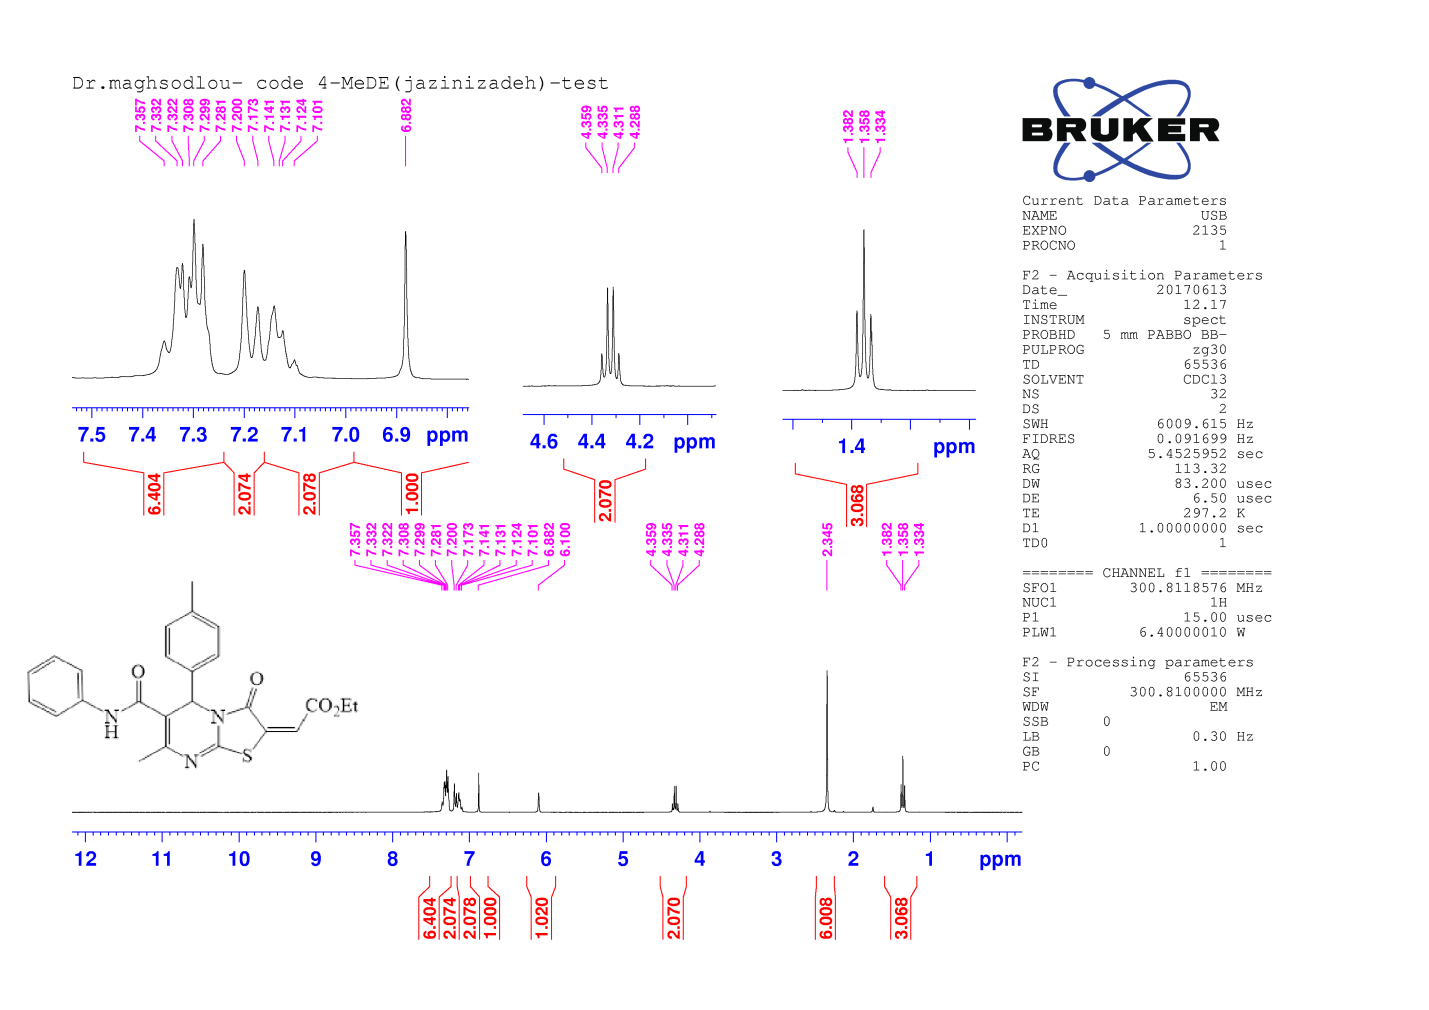 Dr.maghsodlou- code 4-MeDE(jazinizadeh)-test
7.357
7.332
7.322
7.308
7.299
7.281
7.200
7.173
7.141
7.131
7.124
7.101
6.882
4.359
4.335
4.311
4.288
1.382
1.358
1.334
7.5 7.4 7.3 7.2 7.1 7.0 6.9 ppm
4.6 4.4 4.2 ppm
1.4 ppm
6.404
2.074
2.078
1.000
2.070
3.068
7.357
7.332
7.322
7.308
7.299
7.281
7.200
7.173
7.141
7.131
7.124
7.101
6.882
6.100
4.359
4.335
4.311
4.288
2.345
1.382
1.358
1.334
O
N
H
N
N
S
O
CO2Et
12 11 10 9 8 7 6 5 4 3 2 1 ppm
6.404
2.074
2.078
1.000
1.020
2.070
6.008
3.068
BRUKER
Current Data Parameters
NAME USB
EXPNO 2135
PROCNO 1
F2 - Acquisition Parameters
Date_ 20170613
Time 12.17
INSTRUM spect
PROBHD 5 mm PABBO BB-
PULPROG zg30
TD 65536
SOLVENT CDCl3
NS 32
DS 2
SWH 6009.615 Hz
FIDRES 0.091699 Hz
AQ 5.4525952 sec
RG 113.32
DW 83.200 usec
DE 6.50 usec
TE 297.2 K
D1 1.00000000 sec
TD0 1
======== CHANNEL f1 ========
SFO1 300.8118576 MHz
NUC1 1H
P1 15.00 usec
PLW1 6.40000010 W
F2 - Processing parameters
SI 65536
SF 300.8100000 MHz
WDW EM
SSB 0
LB 0.30 Hz
GB 0
PC 1.00